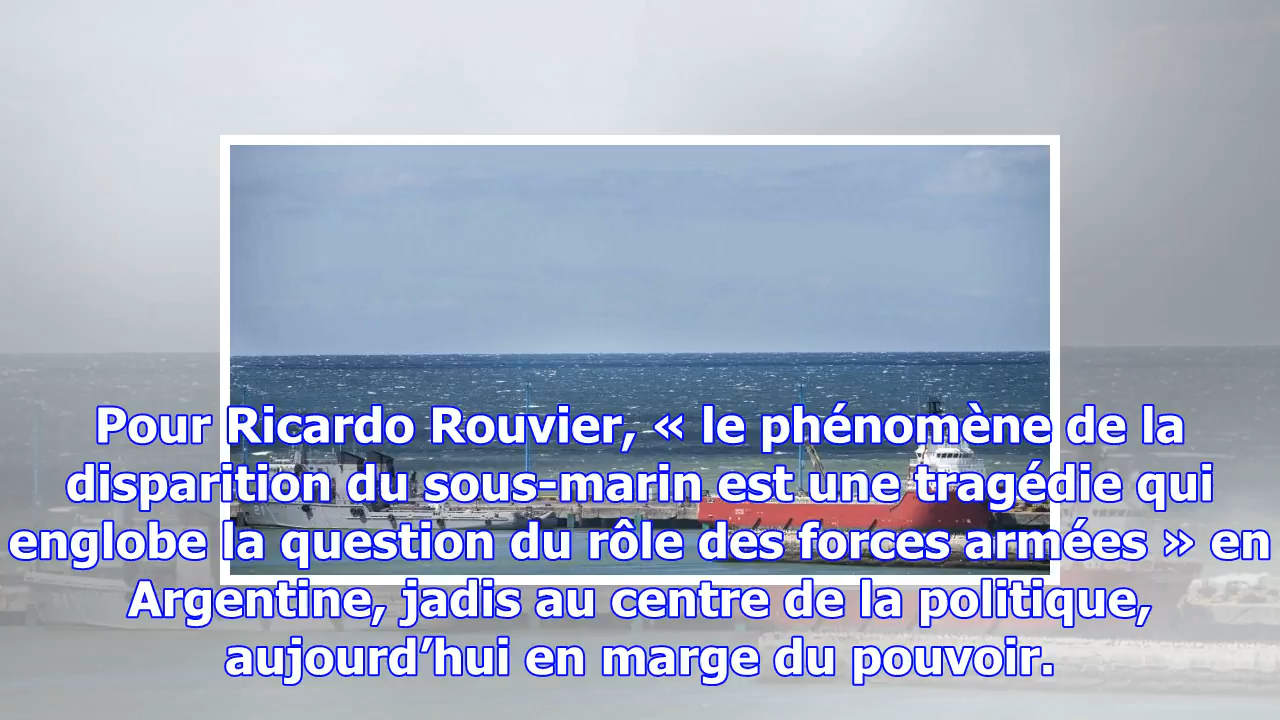 Pour Ricardo Rouvier, « le phénomène de la
disparition du sous-marin est une tragédie qui
englobe la question du rôle des forces armées » en
Argentine, jadis au centre de la politique,
aujourd’hui en marge du pouvoir.
21